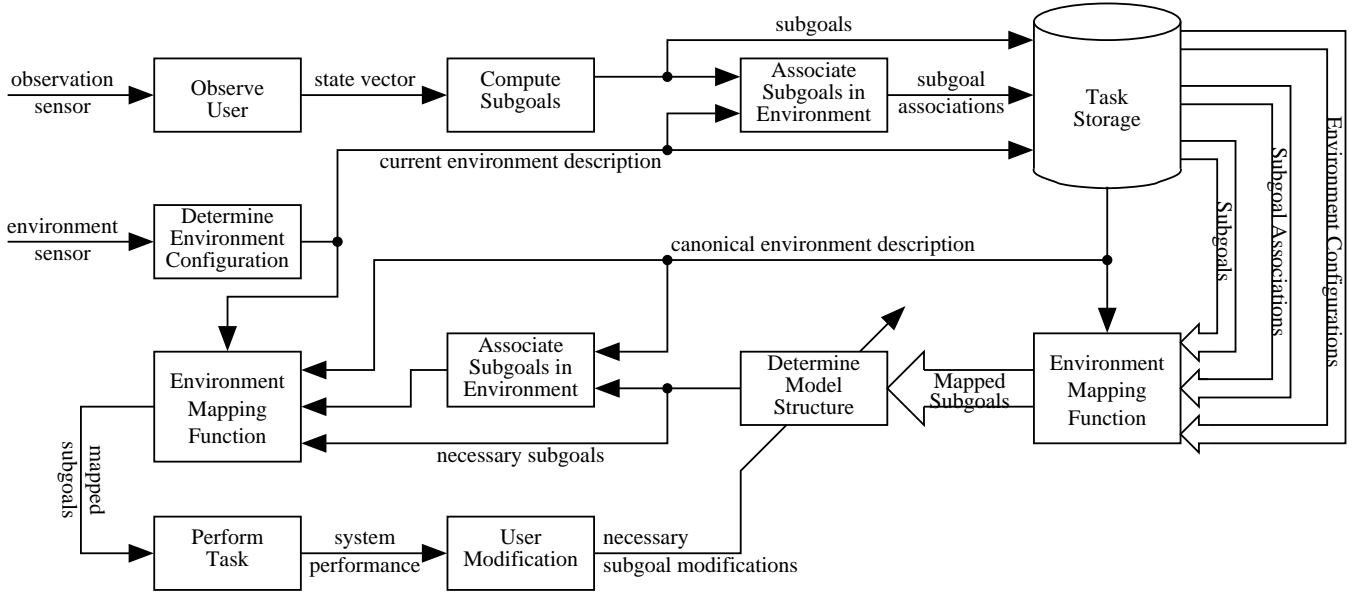 subgoals
observation
sensor
Observe
User
state vector
Compute
Subgoals
Associate
Subgoals in
Environment
subgoal
associations
Task
Storage
current environment description
environment
sensor
Determine
Environment
Configuration
canonical environment description
Subgoals
Subgoal Associations
Environment Configurations
Environment
Mapping
Function
Associate
Subgoals in
Environment
Determine
Model
Structure
Mapped
Subgoals
Environment
Mapping
Function
necessary subgoals
mapped
subgoals
Perform
Task
system
performance
User
Modification
necessary
subgoal modifications